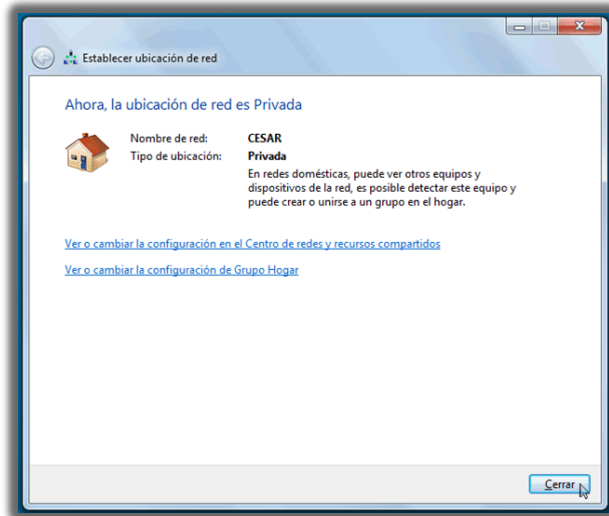 Establecer ubicación de red
Ahora, la ubicación de red es Privada
Nombre de red: CESAR
Tipo de ubicación: Privada
En redes domésticas, puede ver otros equipos y
dispositivos de la red, es posible detectar este equipo y
puede crear o unirse a un grupo en el hogar.
Ver o cambiar la configuración en el Centro de redes y recursos compartidos
Ver o cambiar la configuración de Grupo Hogar
Cerrar